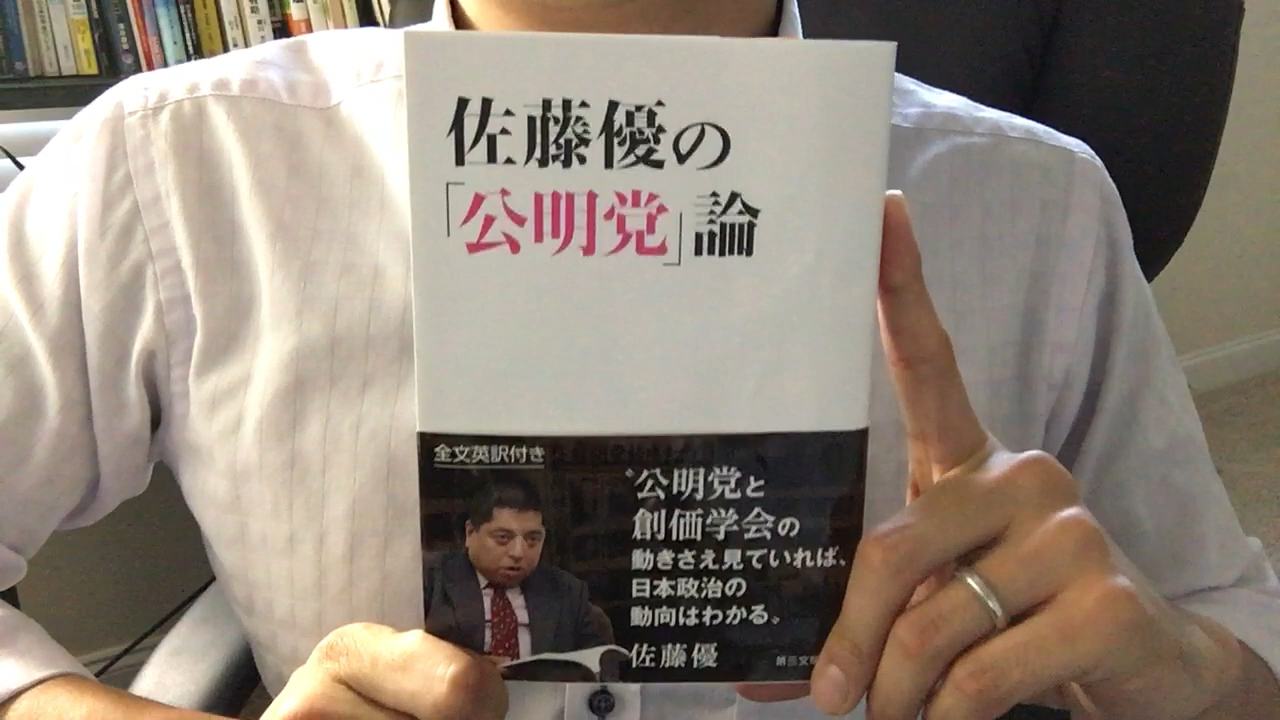 佐藤優の
「公明党」論
全文英訳付き
〝公明党と
創価学会の
動きさえ見ていれば、
日本政治の
動向はわかる〟
佐藤優